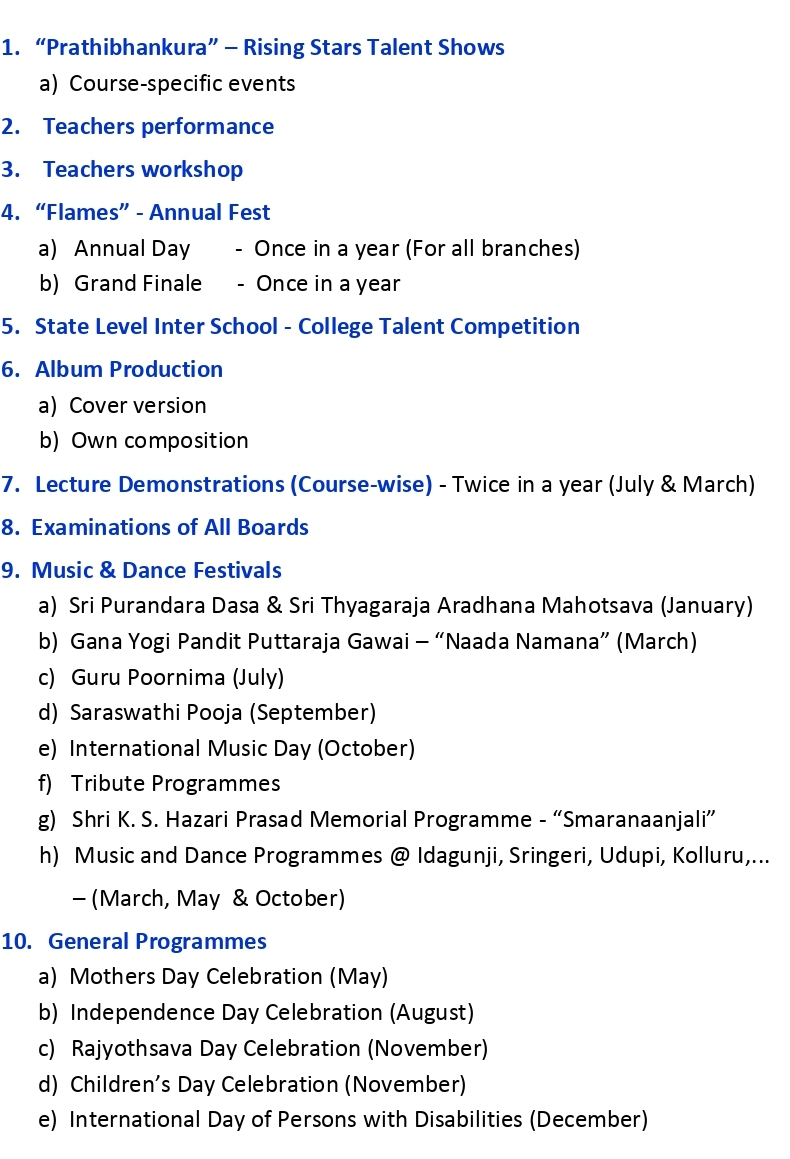 1. “Prathibhankura” – Rising Stars Talent Shows
a) Course-specific events
2. Teachers performance
3. Teachers workshop
4. “Flames” - Annual Fest
a) Annual Day - Once in a year (For all branches)
b) Grand Finale - Once in a year
5. State Level Inter School - College Talent Competition
6. Album Production
a) Cover version
b) Own composition
7. Lecture Demonstrations (Course-wise) - Twice in a year (July & March)
8. Examinations of All Boards
9. Music & Dance Festivals
a) Sri Purandara Dasa & Sri Thyagaraja Aradhana Mahotsava (January)
b) Gana Yogi Pandit Puttaraja Gawai – “Naada Namana” (March)
c) Guru Poornima (July)
d) Saraswathi Pooja (September)
e) International Music Day (October)
f) Tribute Programmes
g) Shri K. S. Hazari Prasad Memorial Programme - “Smaranaanjali”
h) Music and Dance Programmes @ Idagunji, Sringeri, Udupi, Kolluru,...
– (March, May & October)
10. General Programmes
a) Mothers Day Celebration (May)
b) Independence Day Celebration (August)
c) Rajyothsava Day Celebration (November)
d) Children’s Day Celebration (November)
e) International Day of Persons with Disabilities (December)